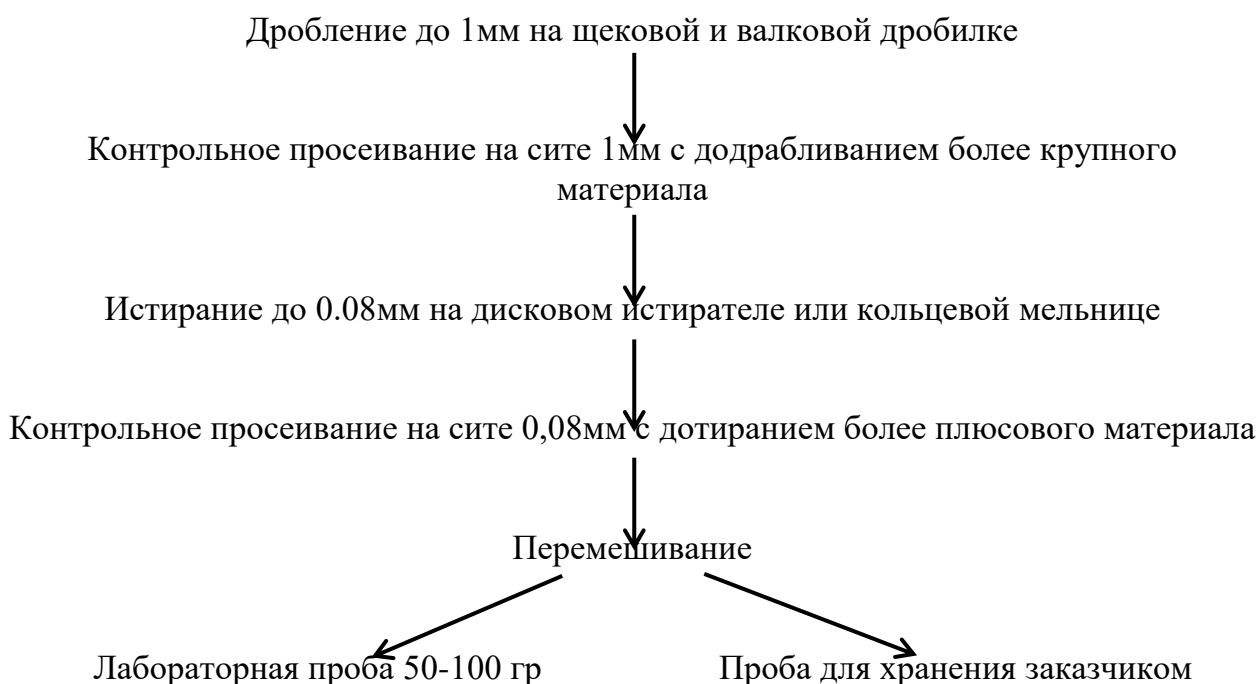 Дробление до 1мм на щековой и валковой дробилке
Контрольное просеивание на сите 1мм с додрабливанием более крупного
материала
Истирание до 0.08мм на дисковом истирателе или кольцевой мельнице
Контрольное просеивание на сите 0,08мм с дотиранием более плюсового материала
Перемешивание
Лабораторная проба 50-100 гр
Проба для хранения заказчиком